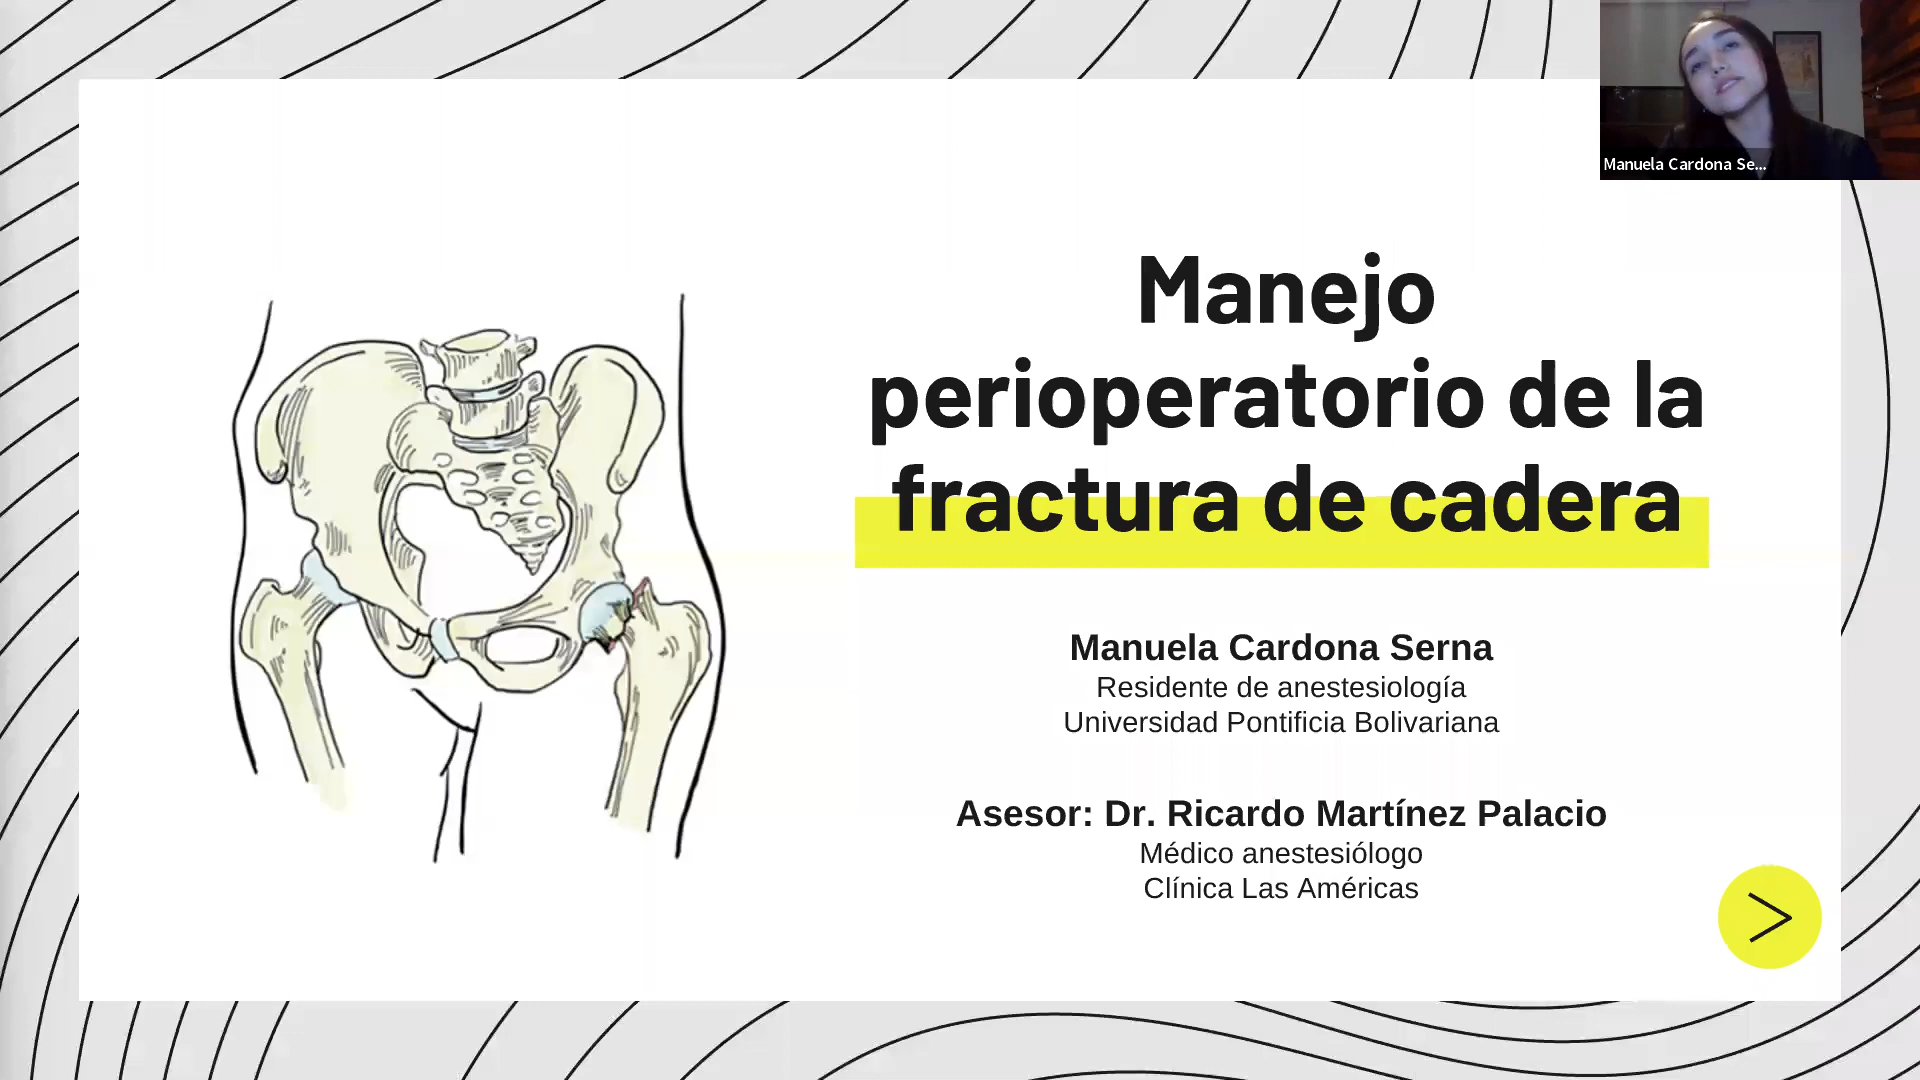 Manuela Cardona Se...
Manejo
perioperatorio de la
fractura de cadera
Manuela Cardona Serna
Residente de anestesiología
Universidad Pontificia Bolivariana
Asesor: Dr. Ricardo Martínez Palacio
Médico anestesiólogo
Clínica Las Américas